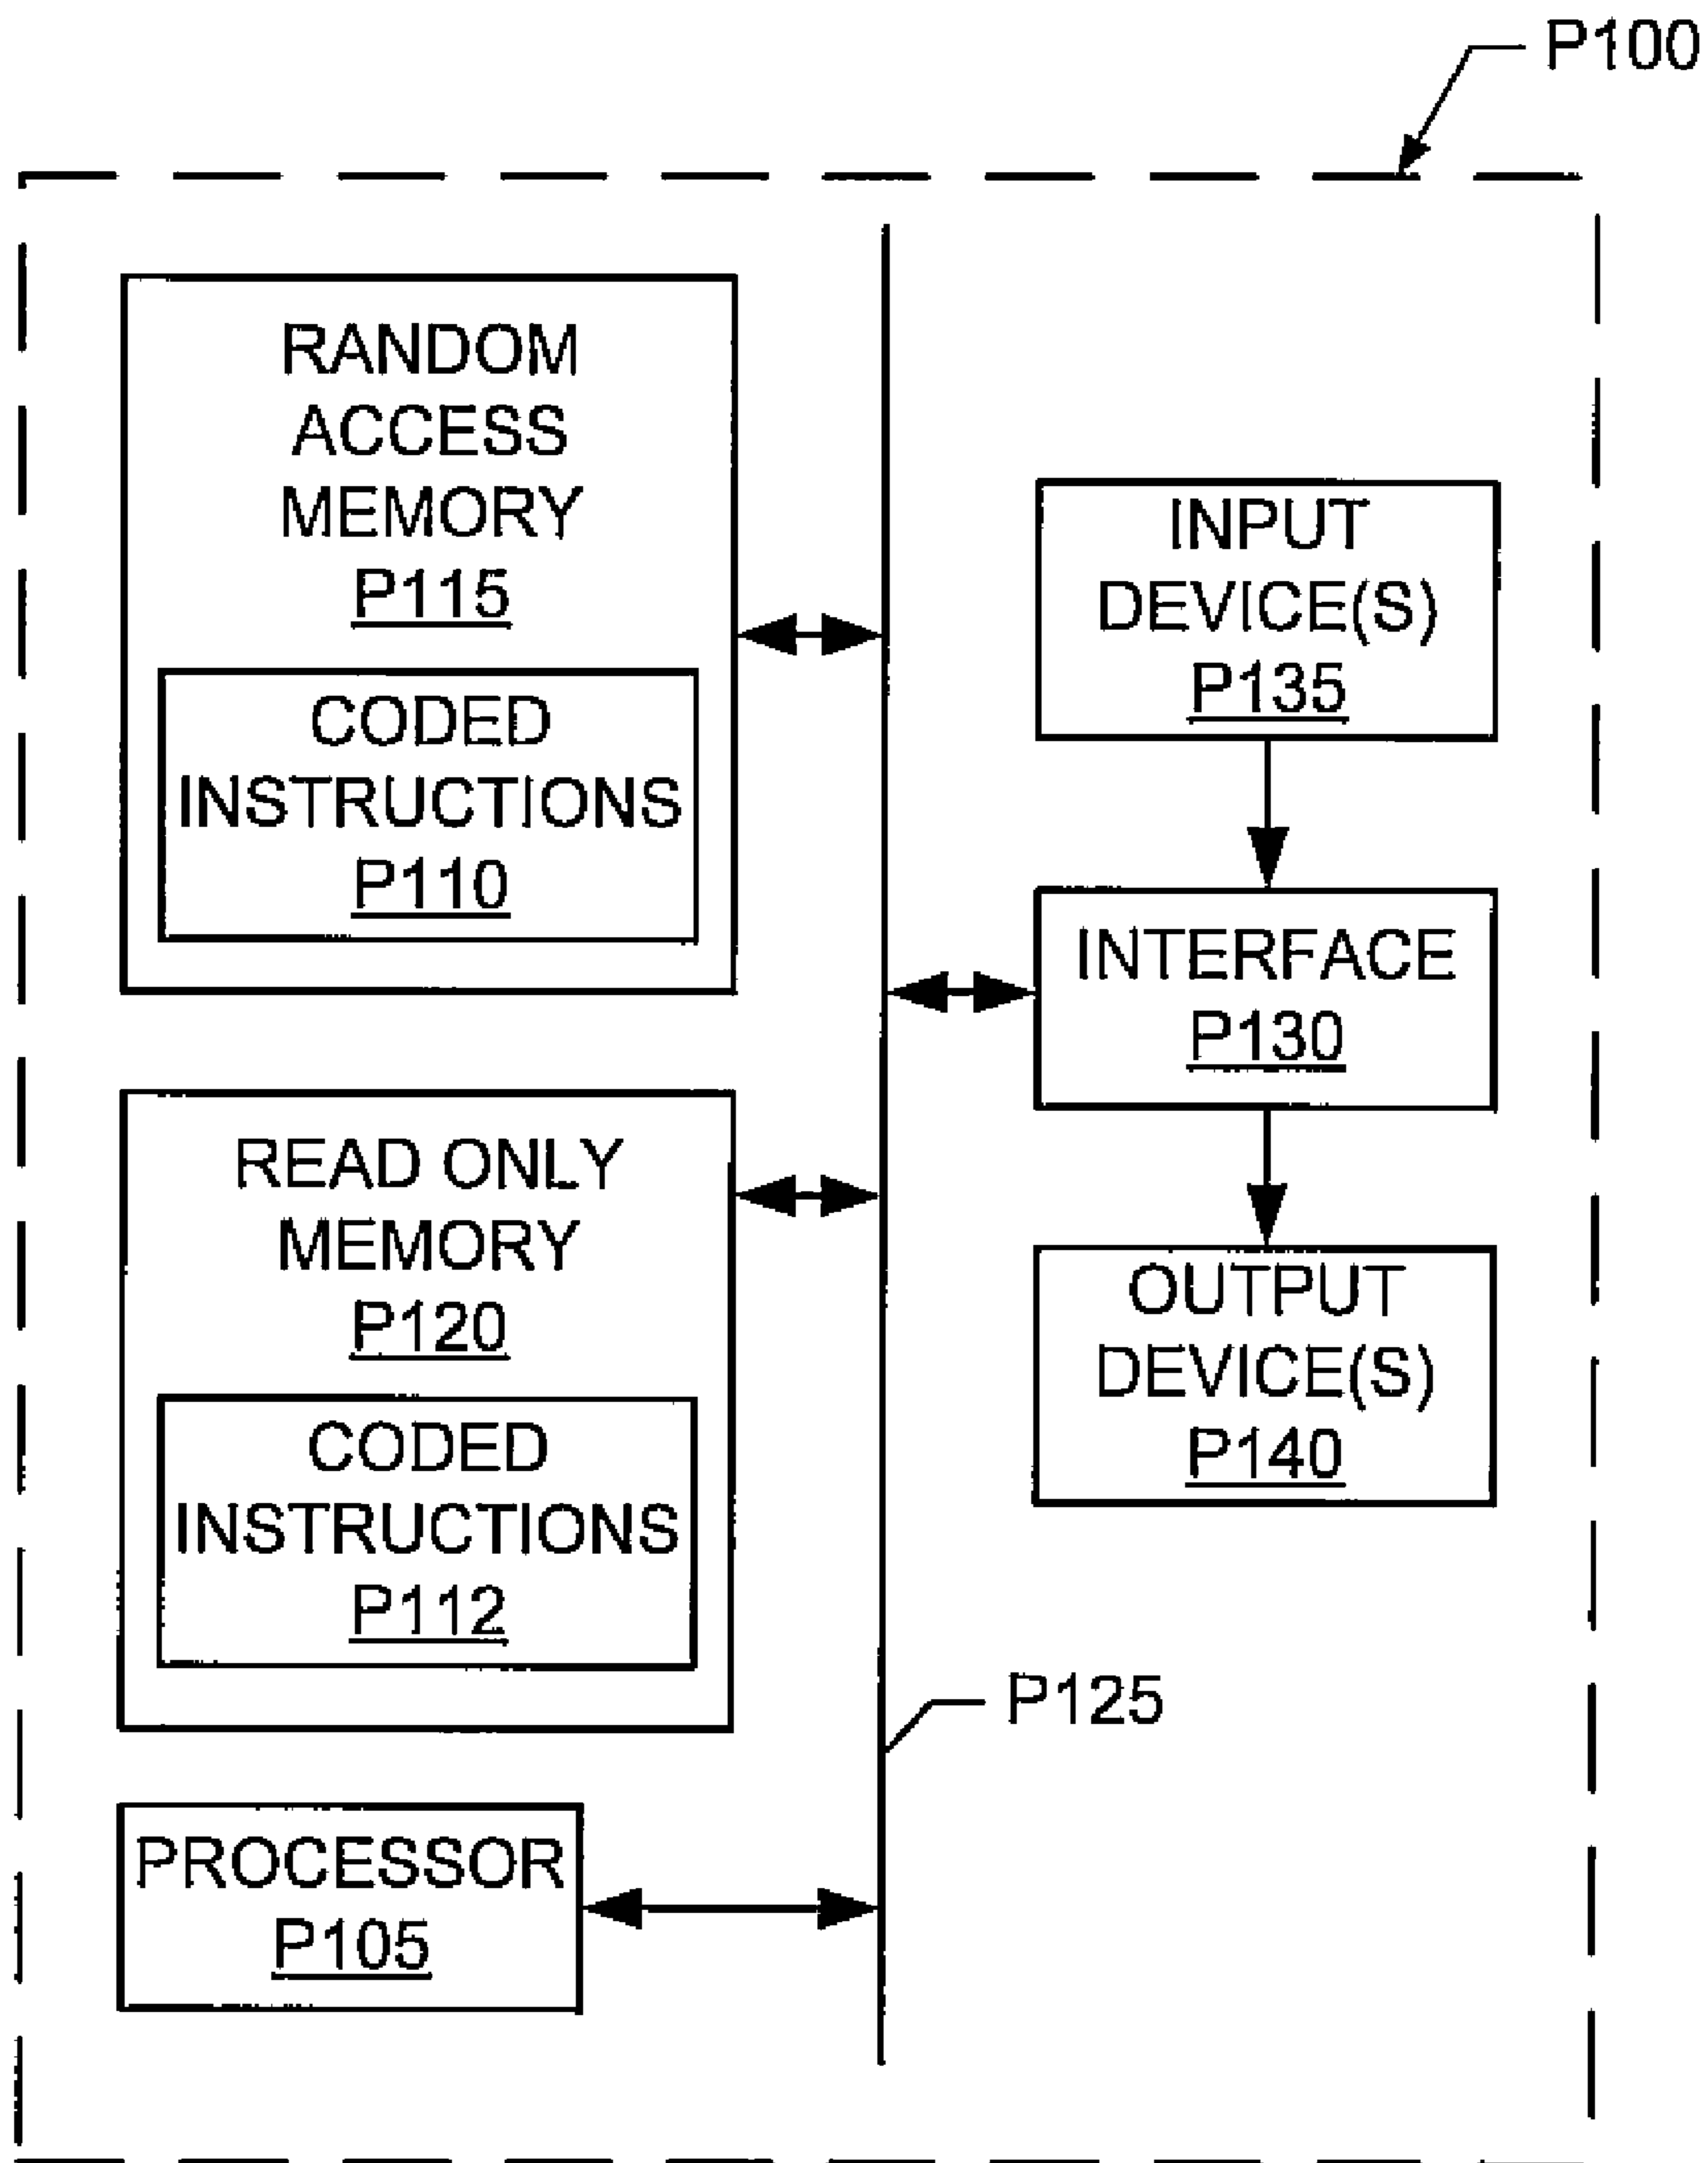 P100
RANDOM
ACCESS
MEMORY
P115
CODED
INSTRUCTIONS
P110
READ ONLY
MEMORY
P120
CODED
INSTRUCTIONS
P112
PROCESSOR
P105
INPUT
DEVICE(S)
P135
INTERFACE
P130
OUTPUT
DEVICE(S)
P140
P125